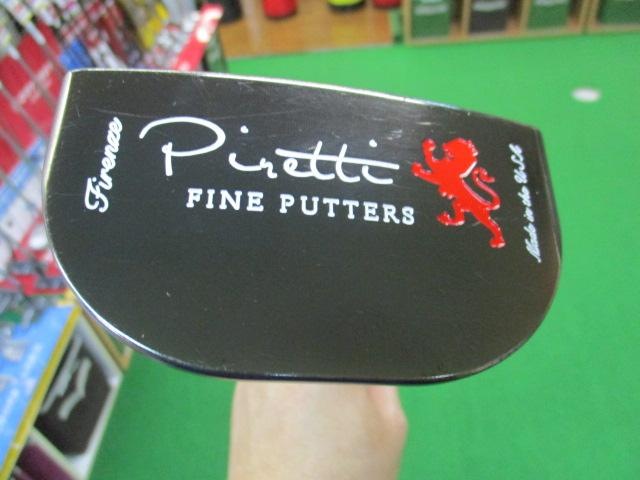 Firenze
Piretti
FINE PUTTERS
Made in the U.S.A